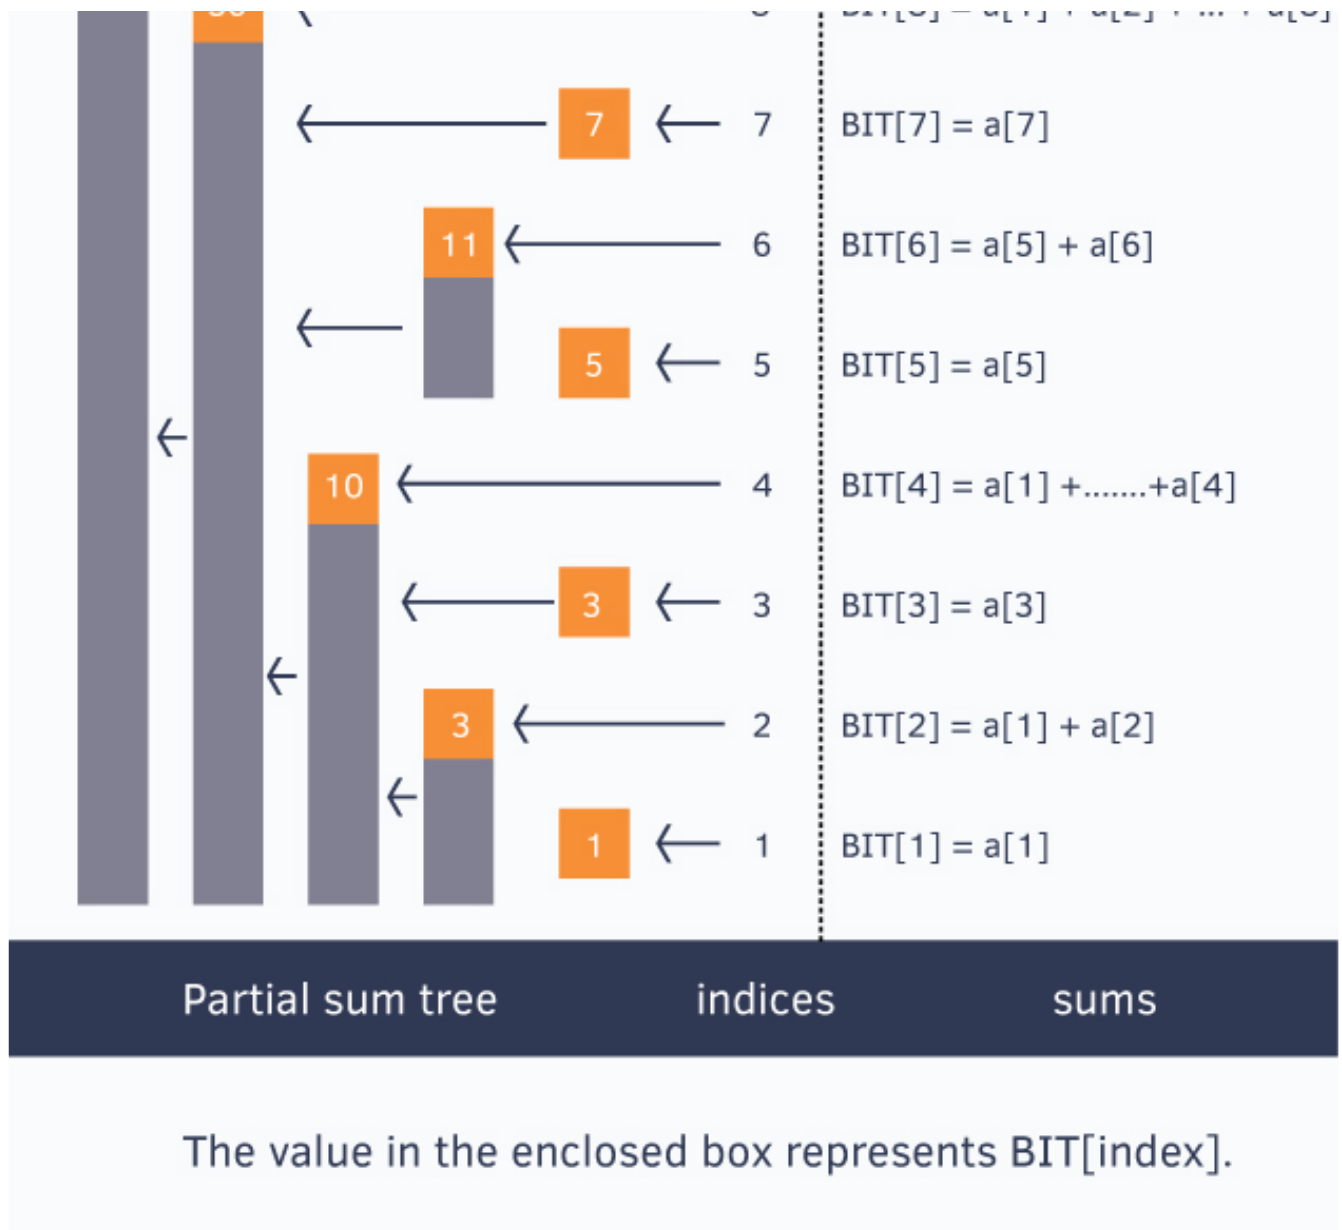 7 7 BIT[7] = a[7]
11 6 BIT[6] = a[5] + a[6]
5 5 BIT[5] = a[5]
10 4 BIT[4] = a[1] +.......+a[4]
3 3 BIT[3] = a[3]
3 2 BIT[2] = a[1] + a[2]
1 1 BIT[1] = a[1]
Partial sum tree indices sums
The value in the enclosed box represents BIT[index].